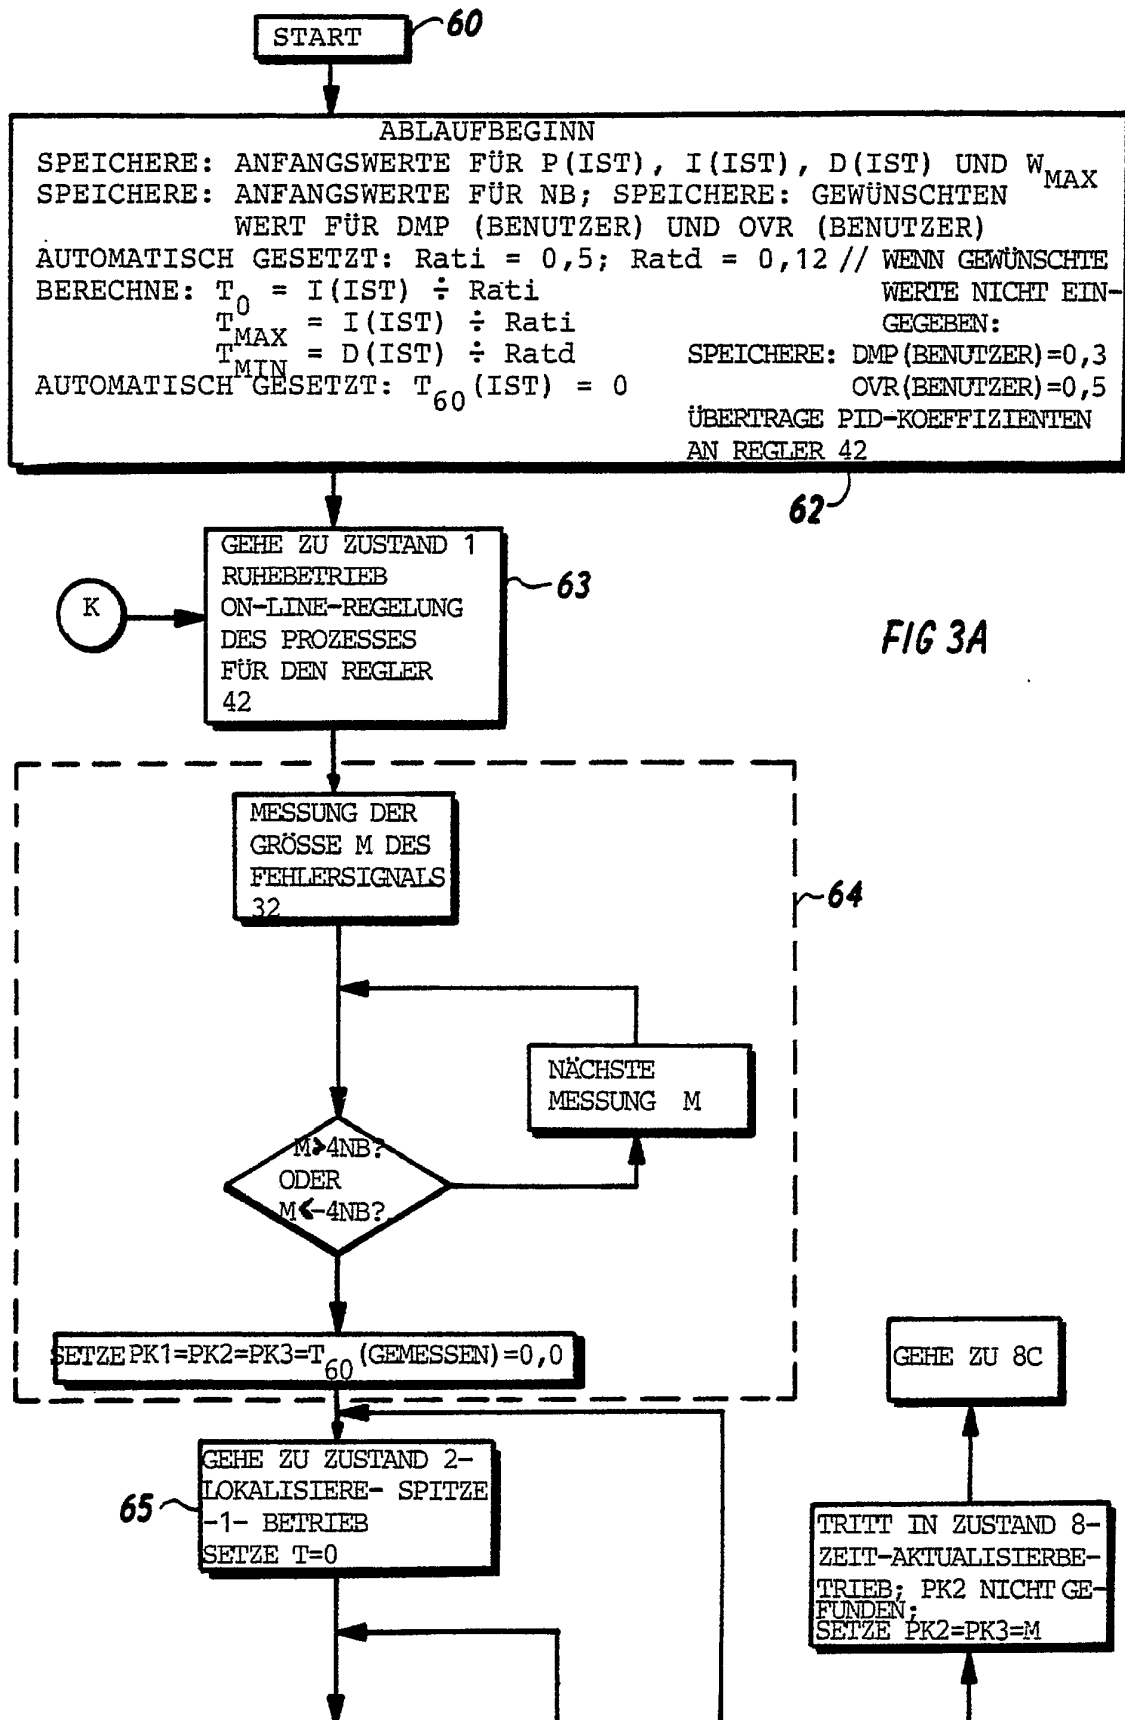 START
60
ABLAUFBEGINN
SPEICHERE: ANFANGSWERTE FÜR P(IST), I(IST), D(IST) UND W_MAX
SPEICHERE: ANFANGSWERTE FÜR NB; SPEICHERE: GEWÜNSCHTEN
WERT FÜR DMP (BENUTZER) UND OVR (BENUTZER)
AUTOMATISCH GESETZT: Rati = 0,5; Ratd = 0,12 // WENN GEWÜNSCHTE
WERTE NICHT EIN-
GEGEBEN:
BERECHNE: T_0 = I(IST) ÷ Rati
T_MAX = I(IST) ÷ Rati
T_MIN = D(IST) ÷ Ratd
SPEICHERE: DMP(BENUTZER)=0,3
OVR(BENUTZER)=0,5
AUTOMATISCH GESETZT: T_60(IST) = 0
ÜBERTRAGE PID-KOEFFIZIENTEN
AN REGLER 42
62
GEHE ZU ZUSTAND 1
RUHEBETRIEB
ON-LINE-REGELUNG
DES PROZESSES
FÜR DEN REGLER
42
63
K
FIG 3A
MESSUNG DER
GRÖSSE M DES
FEHLERSIGNALS
32
64
NÄCHSTE
MESSUNG M
M>4NB?
ODER
M<-4NB?
SETZE PK1=PK2=PK3=T_60(GEMESSEN)=0,0
GEHE ZU 8C
GEHE ZU ZUSTAND 2-
LOKALISIERE- SPITZE
-1- BETRIEB
SETZE T=0
65
TRITT IN ZUSTAND 8-
ZEIT-AKTUALISIERBE-
TRIEB; PK2 NICHT GE-
FUNDEN;
SETZE PK2=PK3=M